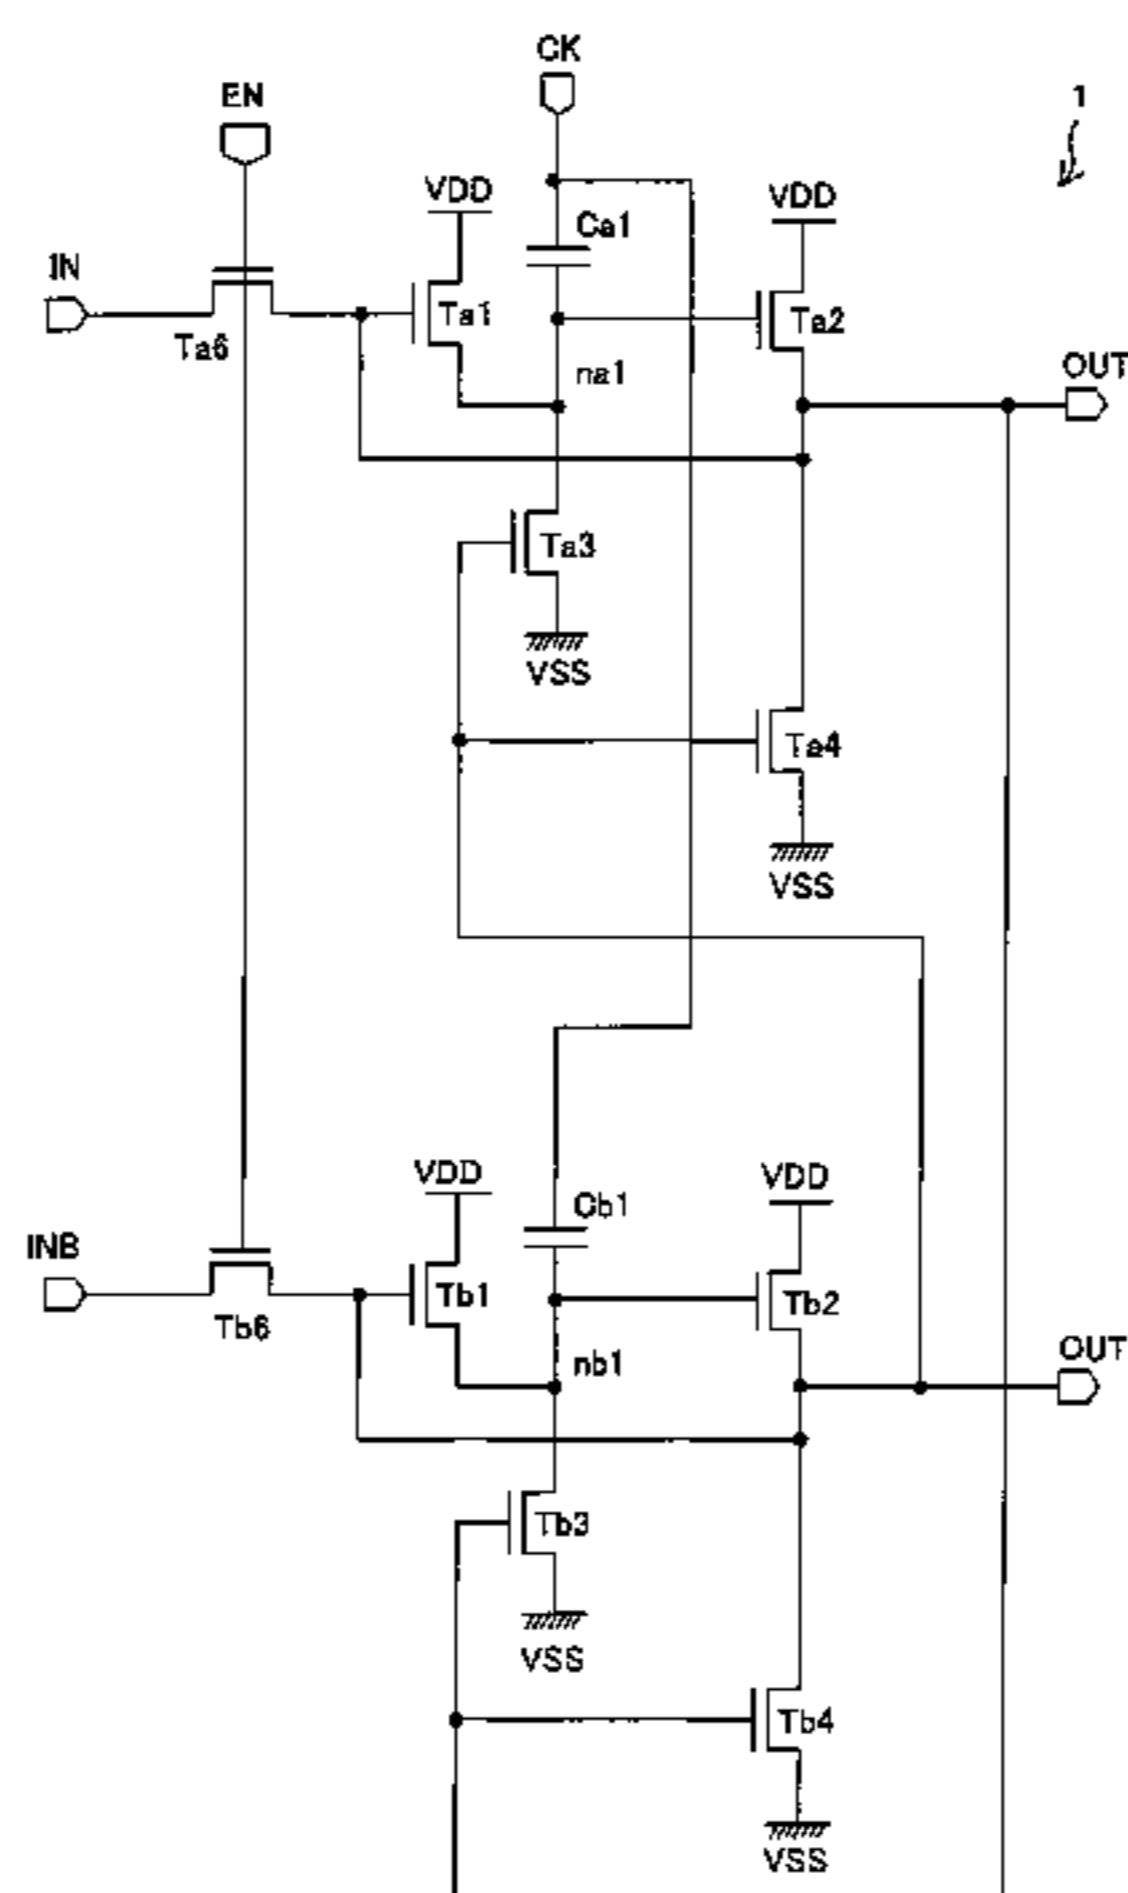 CK
EN
1
VDD
VDD
Ca1
IN
Ta1
Ta2
Ta6
na1
OUT
Ta3
VSS
Ta4
VSS
VDD
VDD
Cb1
INB
Tb1
Tb2
Tb6
OUT
nb1
Tb3
VSS
Tb4
VSS